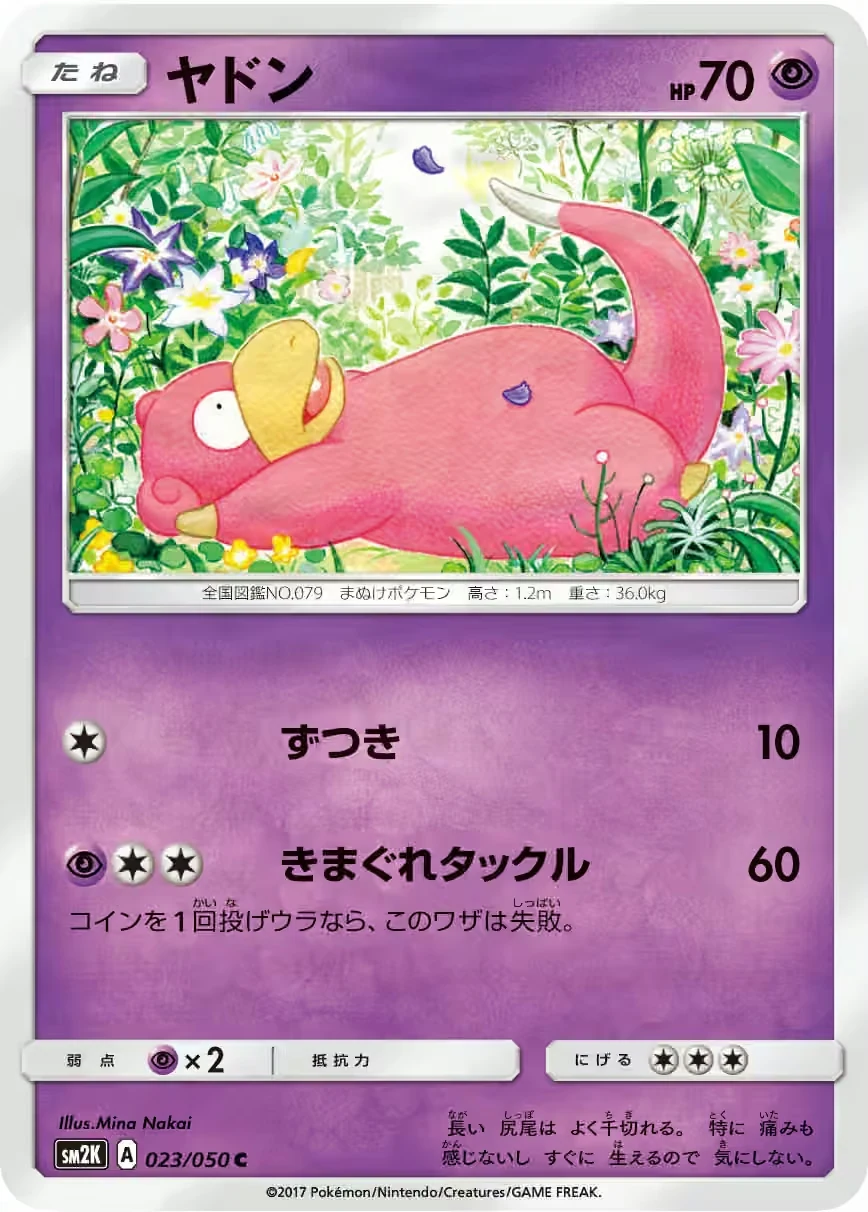 たね ヤドン HP70
全国図鑑NO.079 まぬけポケモン 高さ:1.2m 重さ:36.0kg
ずつき 10
きまぐれタックル 60
コインを1回投げウラなら、このワザは失敗。
弱点 ×2 抵抗力 にげる
Illus.Mina Nakai
長い 尻尾は よく千切れる。 特に 痛みも
感じないし すぐに 生えるので 気にしない。
SM2K A 023/050 C
©2017 Pokémon/Nintendo/Creatures/GAME FREAK.